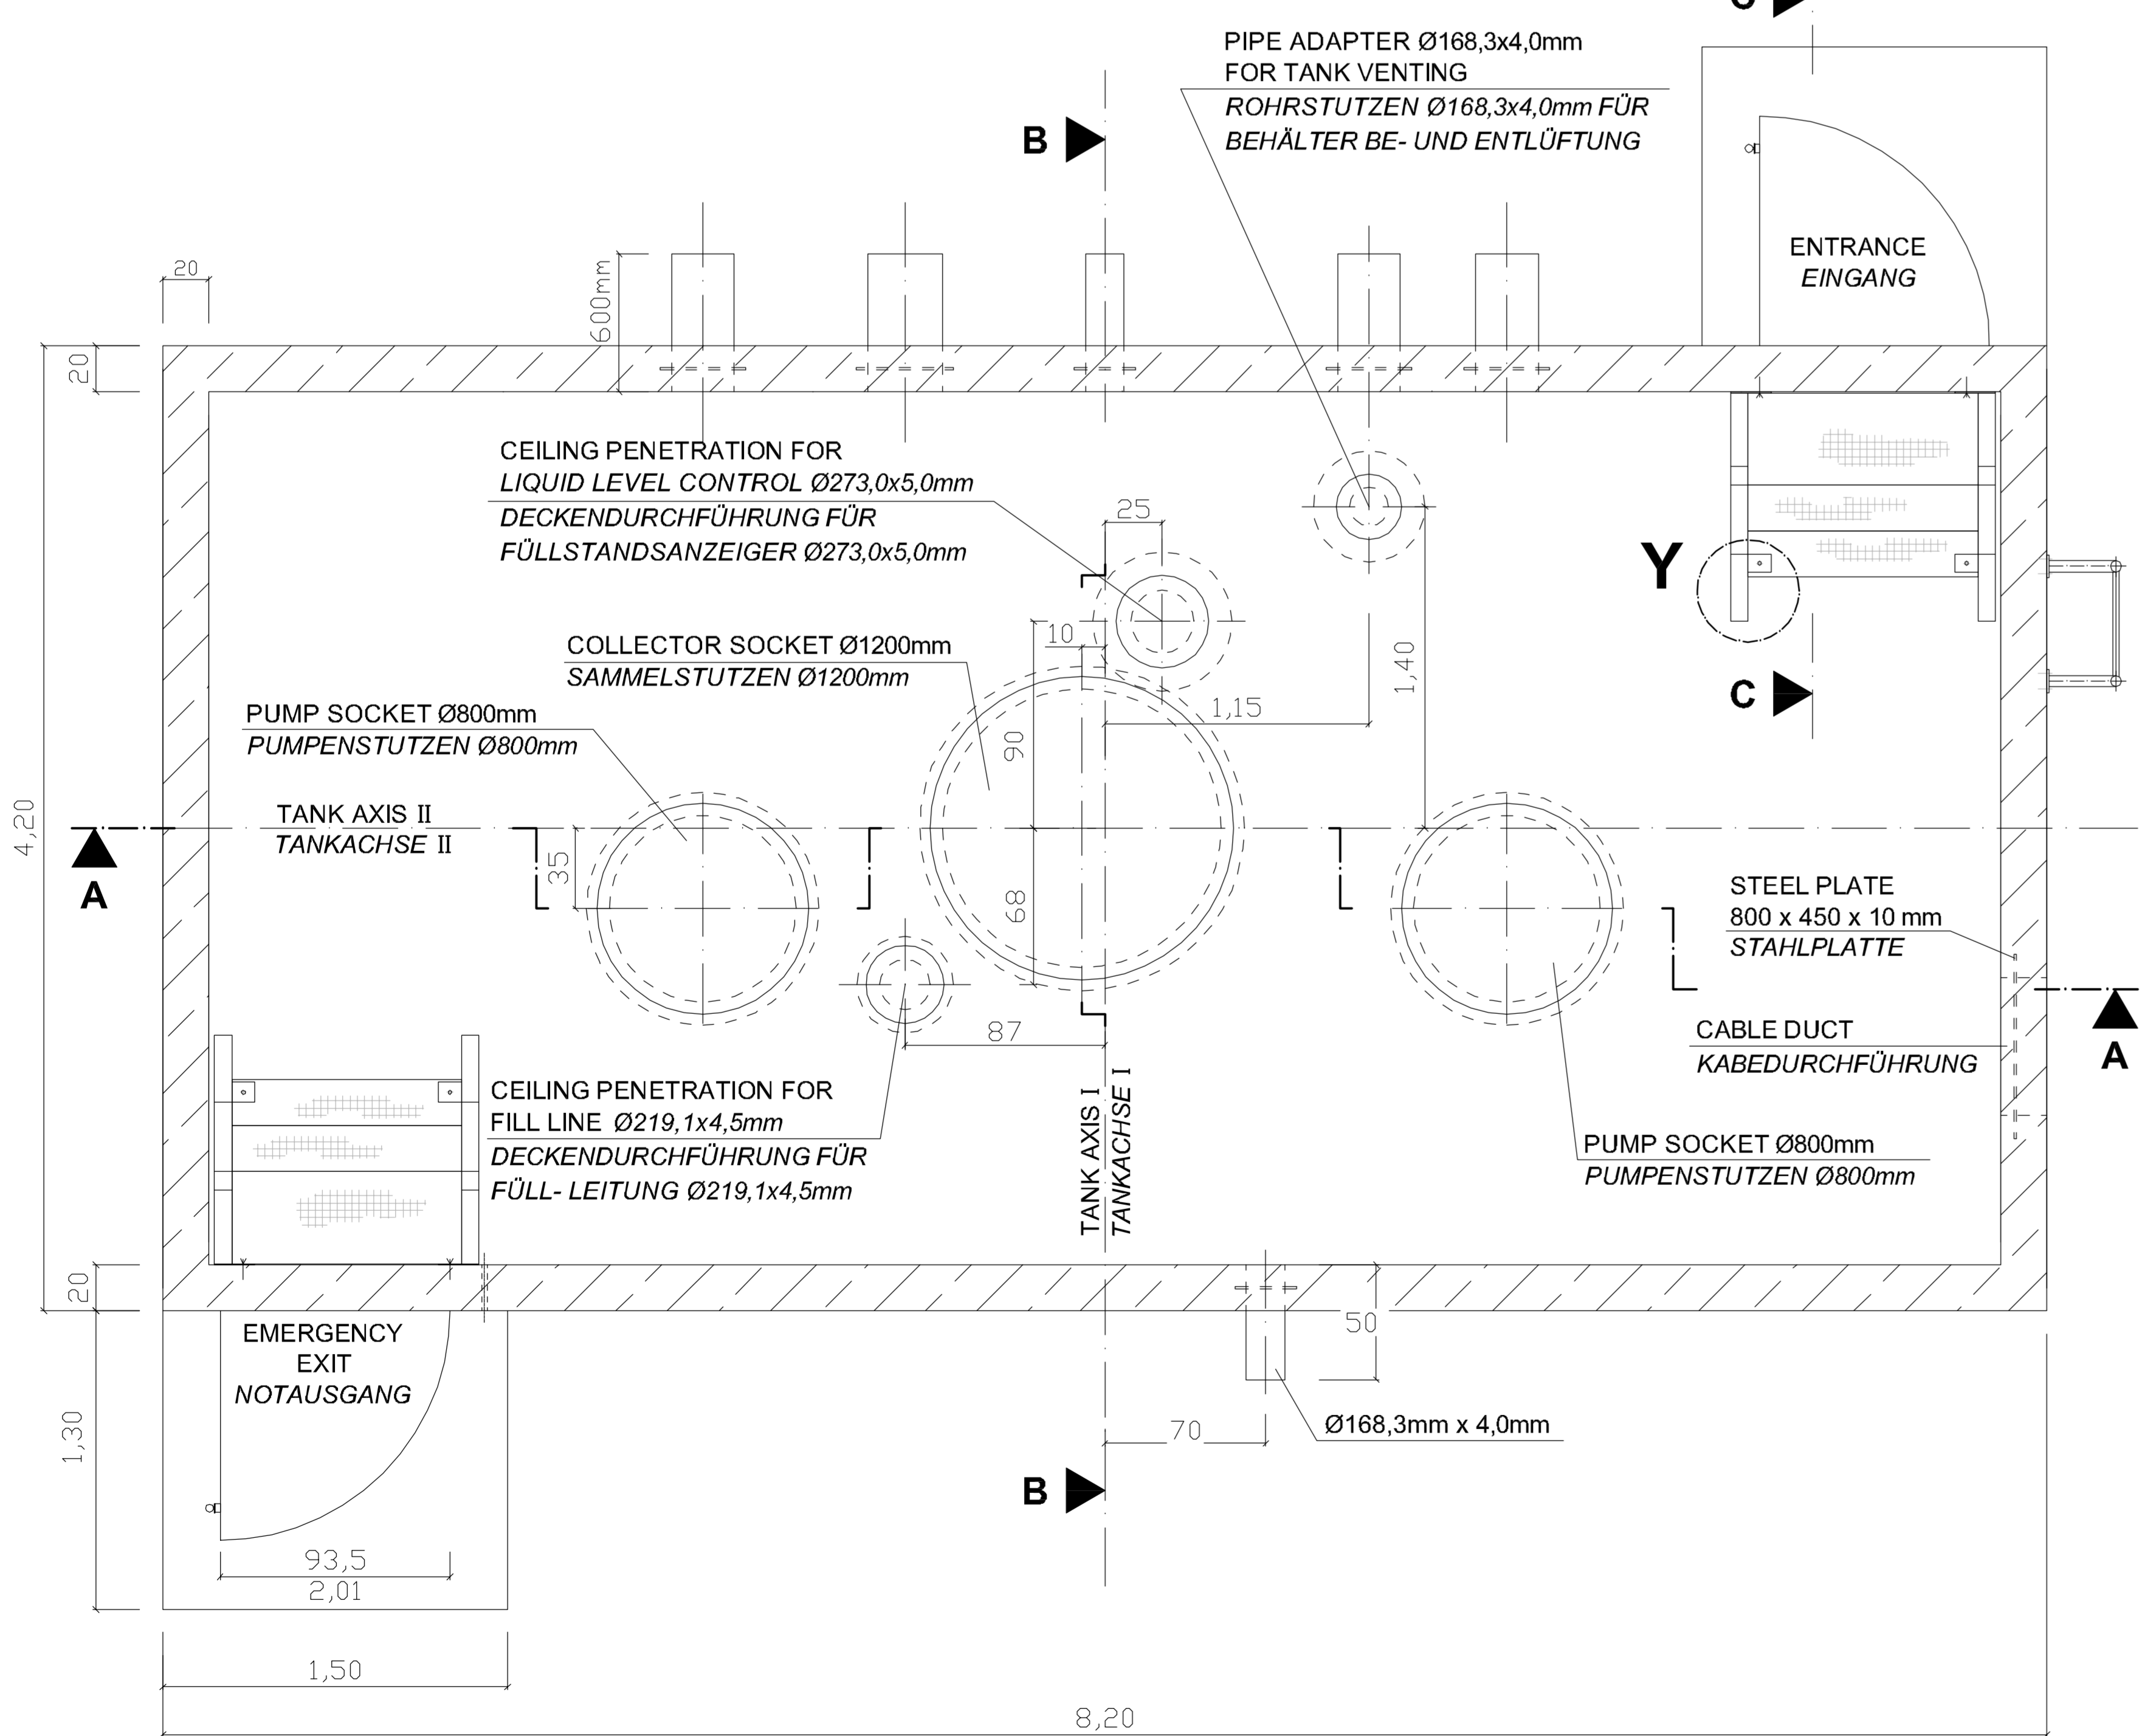 C
PIPE ADAPTER Ø168,3x4,0mm
FOR TANK VENTING
ROHRSTUTZEN Ø168,3x4,0mm FÜR
BEHÄLTER BE- UND ENTLÜFTUNG
B
ENTRANCE
EINGANG
20
600mm
20
CEILING PENETRATION FOR
LIQUID LEVEL CONTROL Ø273,0x5,0mm
DECKENDURCHFÜHRUNG FÜR
FÜLLSTANDSANZEIGER Ø273,0x5,0mm
25
Y
COLLECTOR SOCKET Ø1200mm
SAMMELSTUTZEN Ø1200mm
10
1,40
C
1,15
PUMP SOCKET Ø800mm
PUMPENSTUTZEN Ø800mm
90
TANK AXIS II
TANKACHSE II
4,20
A
35
68
STEEL PLATE
800 x 450 x 10 mm
STAHLPLATTE
87
CABLE DUCT
KABEDURCHFÜHRUNG
A
CEILING PENETRATION FOR
FILL LINE Ø219,1x4,5mm
DECKENDURCHFÜHRUNG FÜR
FÜLL- LEITUNG Ø219,1x4,5mm
TANK AXIS I
TANKACHSE I
PUMP SOCKET Ø800mm
PUMPENSTUTZEN Ø800mm
20
50
EMERGENCY
EXIT
NOTAUSGANG
1,30
70
Ø168,3mm x 4,0mm
B
93,5
2,01
1,50
8,20